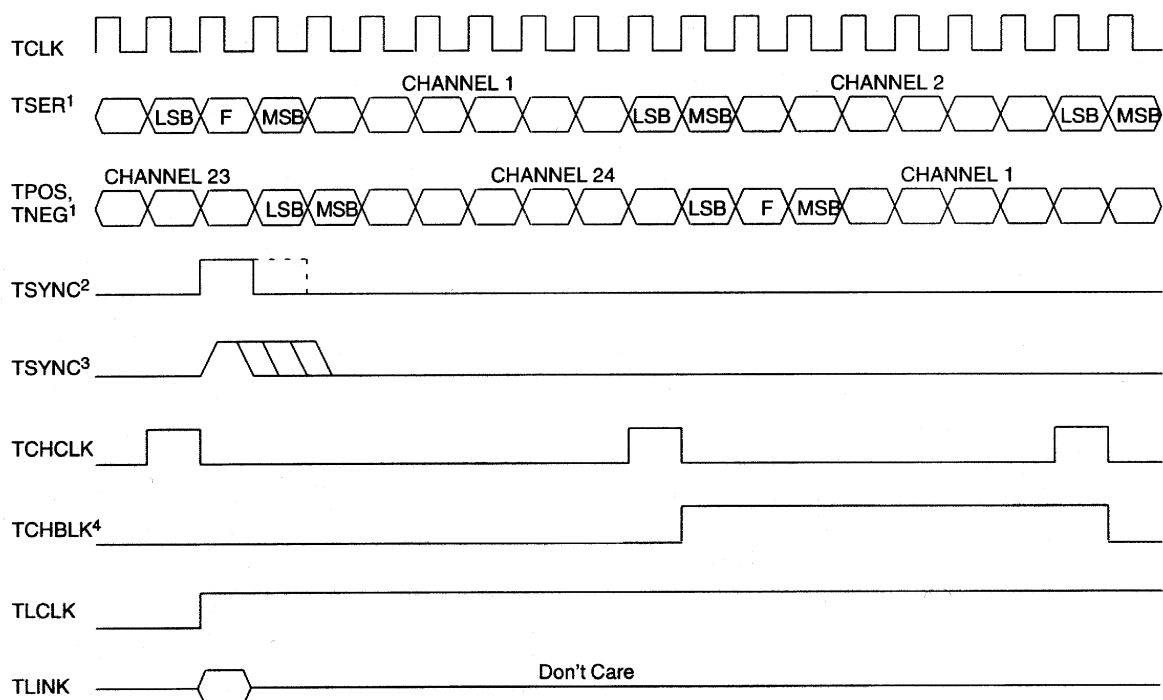 TCLK
CHANNEL 1 CHANNEL 2
TSER¹ LSB F MSB LSB MSB LSB MSB
CHANNEL 23 CHANNEL 24 CHANNEL 1
TPOS,
TNEG¹ LSB MSB LSB F MSB
TSYNC²
TSYNC³
TCHCLK
TCHBLK⁴
TLCLK
Don't Care
TLINK